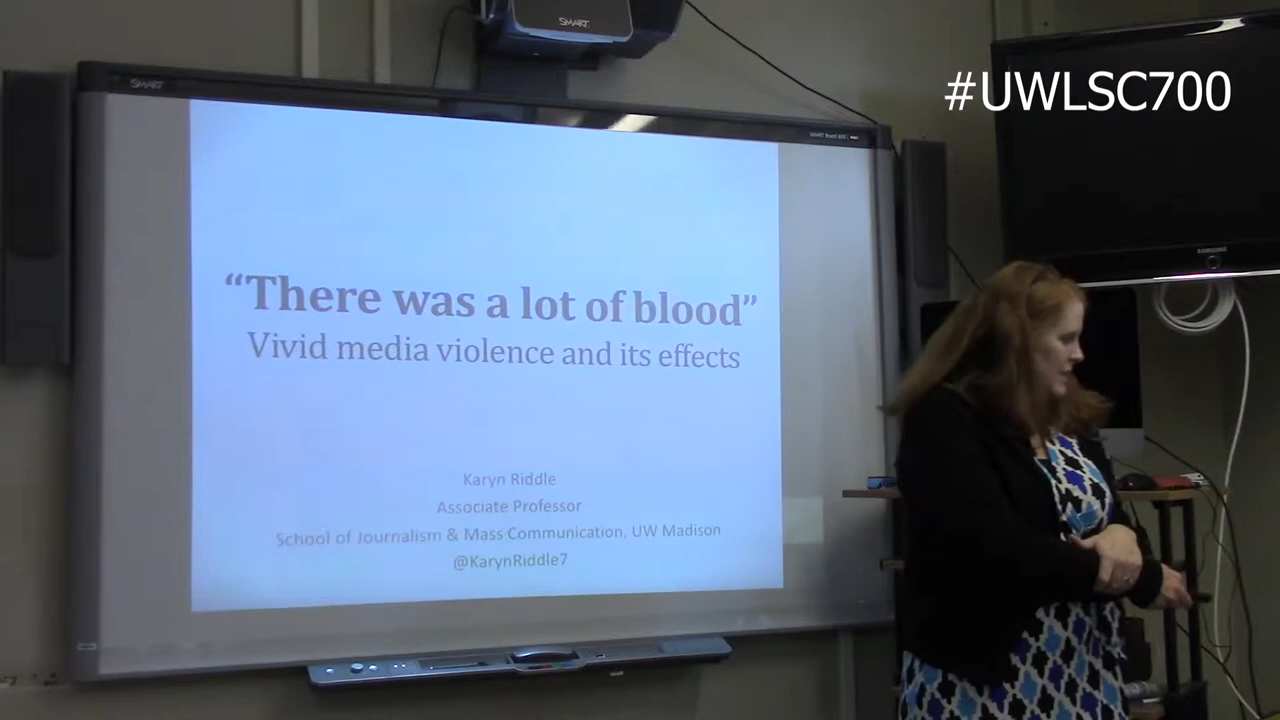 SMART
SMART
#UWLSC700
SAMSUNG
“There was a lot of blood”
Vivid media violence and its effects
Karyn Riddle
Associate Professor
School of Journalism & Mass Communication, UW Madison
@KarynRiddle7